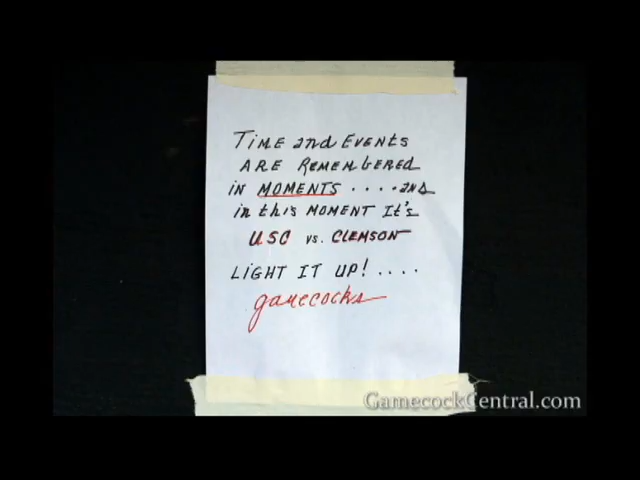 Time and Events
are Remembered
in Moments.... and
in this moment It's
USC vs. Clemson
Light it up!....
gamecocks
GamecockCentral.com